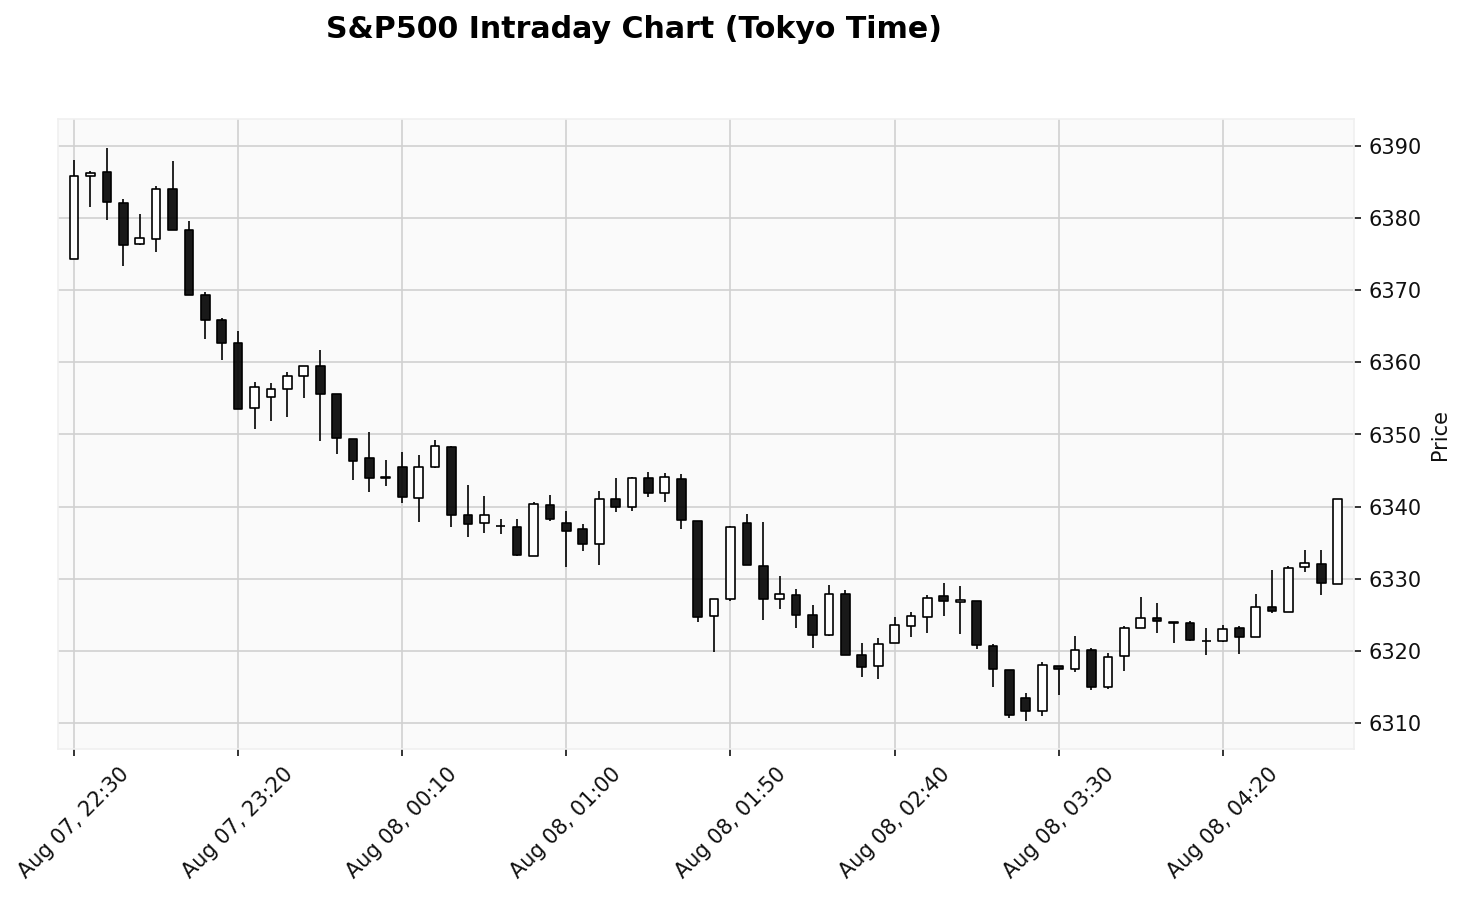 S&P500 Intraday Chart (Tokyo Time)
6390
6380
6370
6360
6350
6340
6330
6320
6310
Price
Aug 07, 22:30
Aug 07, 23:20
Aug 08, 00:10
Aug 08, 01:00
Aug 08, 01:50
Aug 08, 02:40
Aug 08, 03:30
Aug 08, 04:20